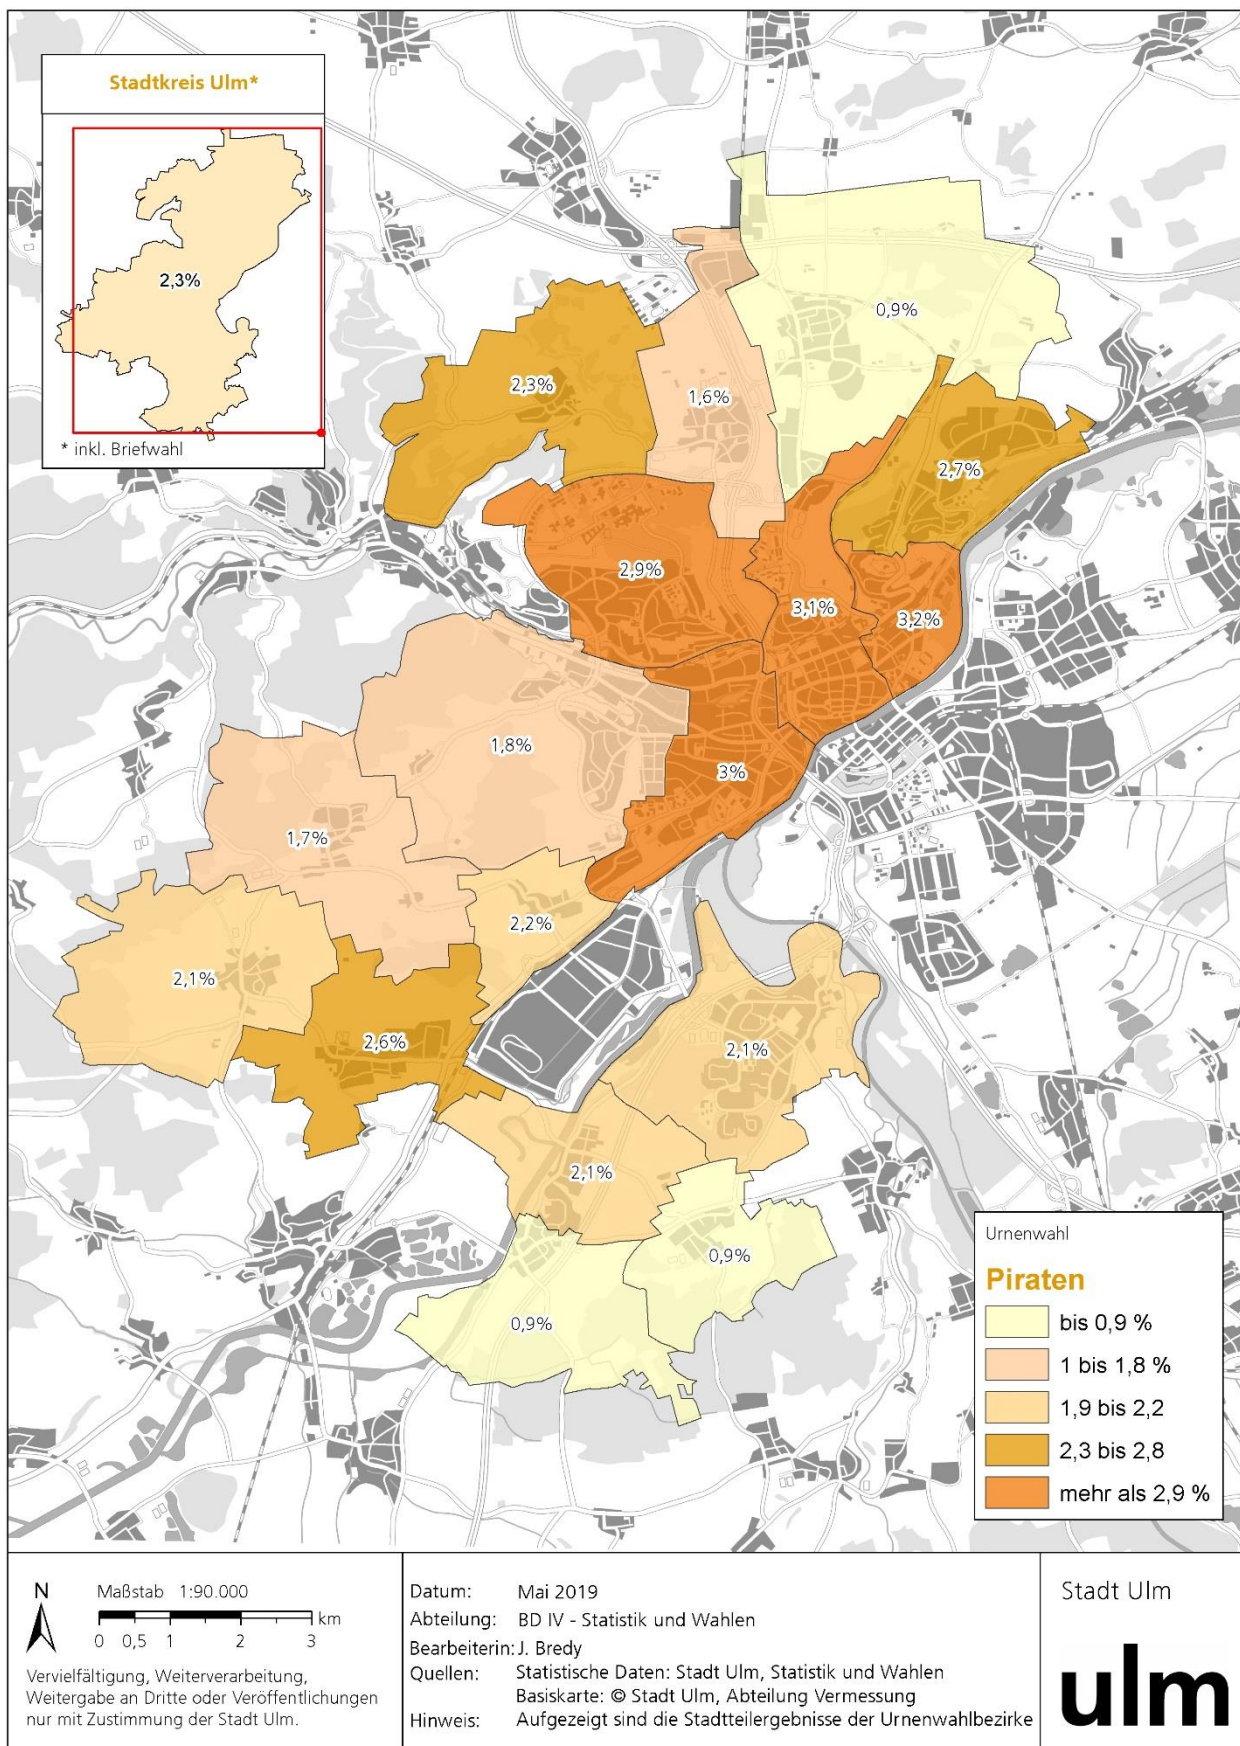 Stadtkreis Ulm*
2,3%
* inkl. Briefwahl
0,9%
2,3%
1,6%
2,7%
2,9%
3,1%
3,2%
1,8%
3%
1,7%
2,2%
2,1%
2,6%
2,1%
2,1%
0,9%
0,9%
Urnenwahl
Piraten
bis 0,9 %
1 bis 1,8 %
1,9 bis 2,2
2,3 bis 2,8
mehr als 2,9 %
N
Maßstab 1:90.000
km
0 0,5 1 2 3
Vervielfältigung, Weiterverarbeitung,
Weitergabe an Dritte oder Veröffentlichungen
nur mit Zustimmung der Stadt Ulm.
Datum: Mai 2019
Abteilung: BD IV - Statistik und Wahlen
Bearbeiterin: J. Bredy
Quellen: Statistische Daten: Stadt Ulm, Statistik und Wahlen
Basiskarte: © Stadt Ulm, Abteilung Vermessung
Hinweis: Aufgezeigt sind die Stadtteilergebnisse der Urnenwahlbezirke
Stadt Ulm
ulm